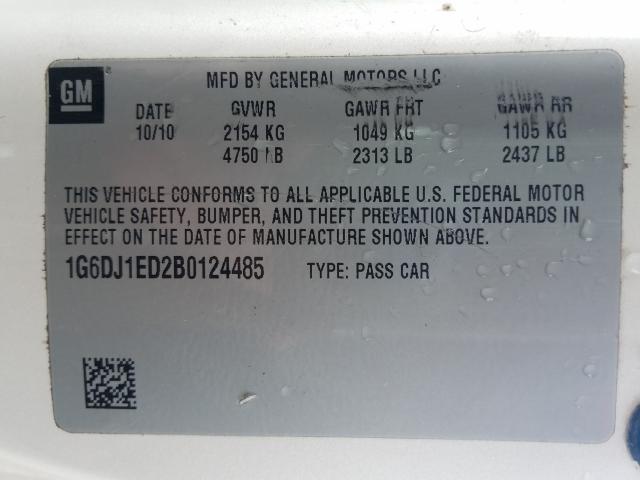 GM
MFD BY GENERAL MOTORS LLC
DATE GVWR GAWR FRT GAWR RR
10/10 2154 KG 1049 KG 1105 KG
4750 LB 2313 LB 2437 LB
THIS VEHICLE CONFORMS TO ALL APPLICABLE U.S. FEDERAL MOTOR
VEHICLE SAFETY, BUMPER, AND THEFT PREVENTION STANDARDS IN
EFFECT ON THE DATE OF MANUFACTURE SHOWN ABOVE.
1G6DJ1ED2B0124485 TYPE: PASS CAR